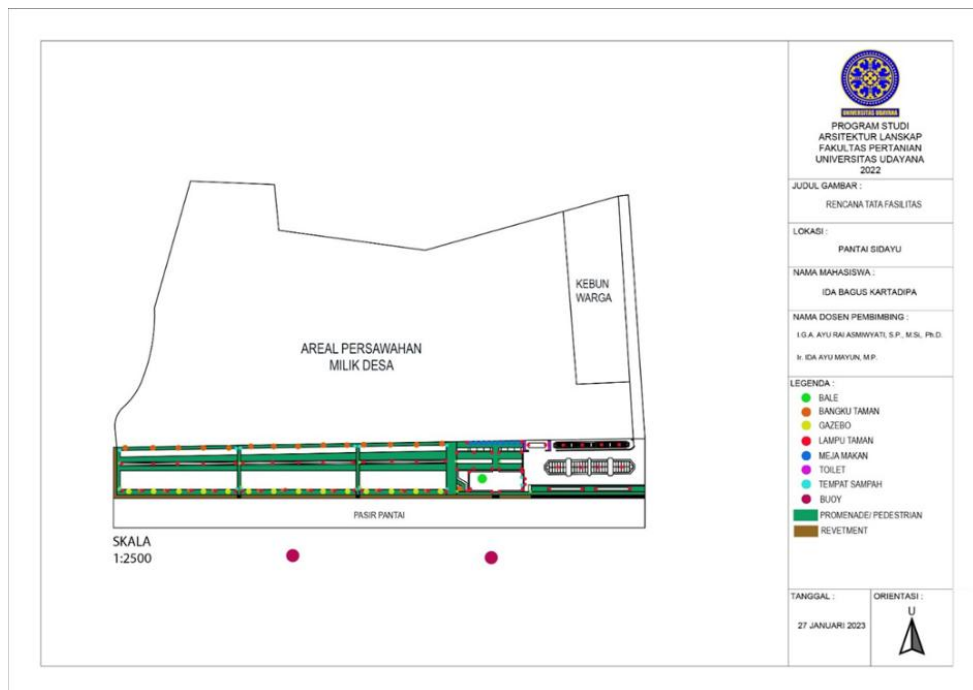 KEBUN
WARGA
AREAL PERSAWAHAN
MILIK DESA
PASIR PANTAI
SKALA
1:2500
UNIVERSITAS UDAYANA
PROGRAM STUDI
ARSITEKTUR LANSKAP
FAKULTAS PERTANIAN
UNIVERSITAS UDAYANA
2022
JUDUL GAMBAR :
RENCANA TATA FASILITAS
LOKASI :
PANTAI SIDAYU
NAMA MAHASISWA :
IDA BAGUS KARTADIPA
NAMA DOSEN PEMBIMBING :
I.G.A. AYU RAI ASMIWYATI, S.P., M.Si, Ph.D.
Ir. IDA AYU MAYUN, M.P.
LEGENDA :
BALE
BANGKU TAMAN
GAZEBO
LAMPU TAMAN
MEJA MAKAN
TOILET
TEMPAT SAMPAH
BUOY
PROMENADE/ PEDESTRIAN
REVETMENT
TANGGAL :
27 JANUARI 2023
ORIENTASI :
U